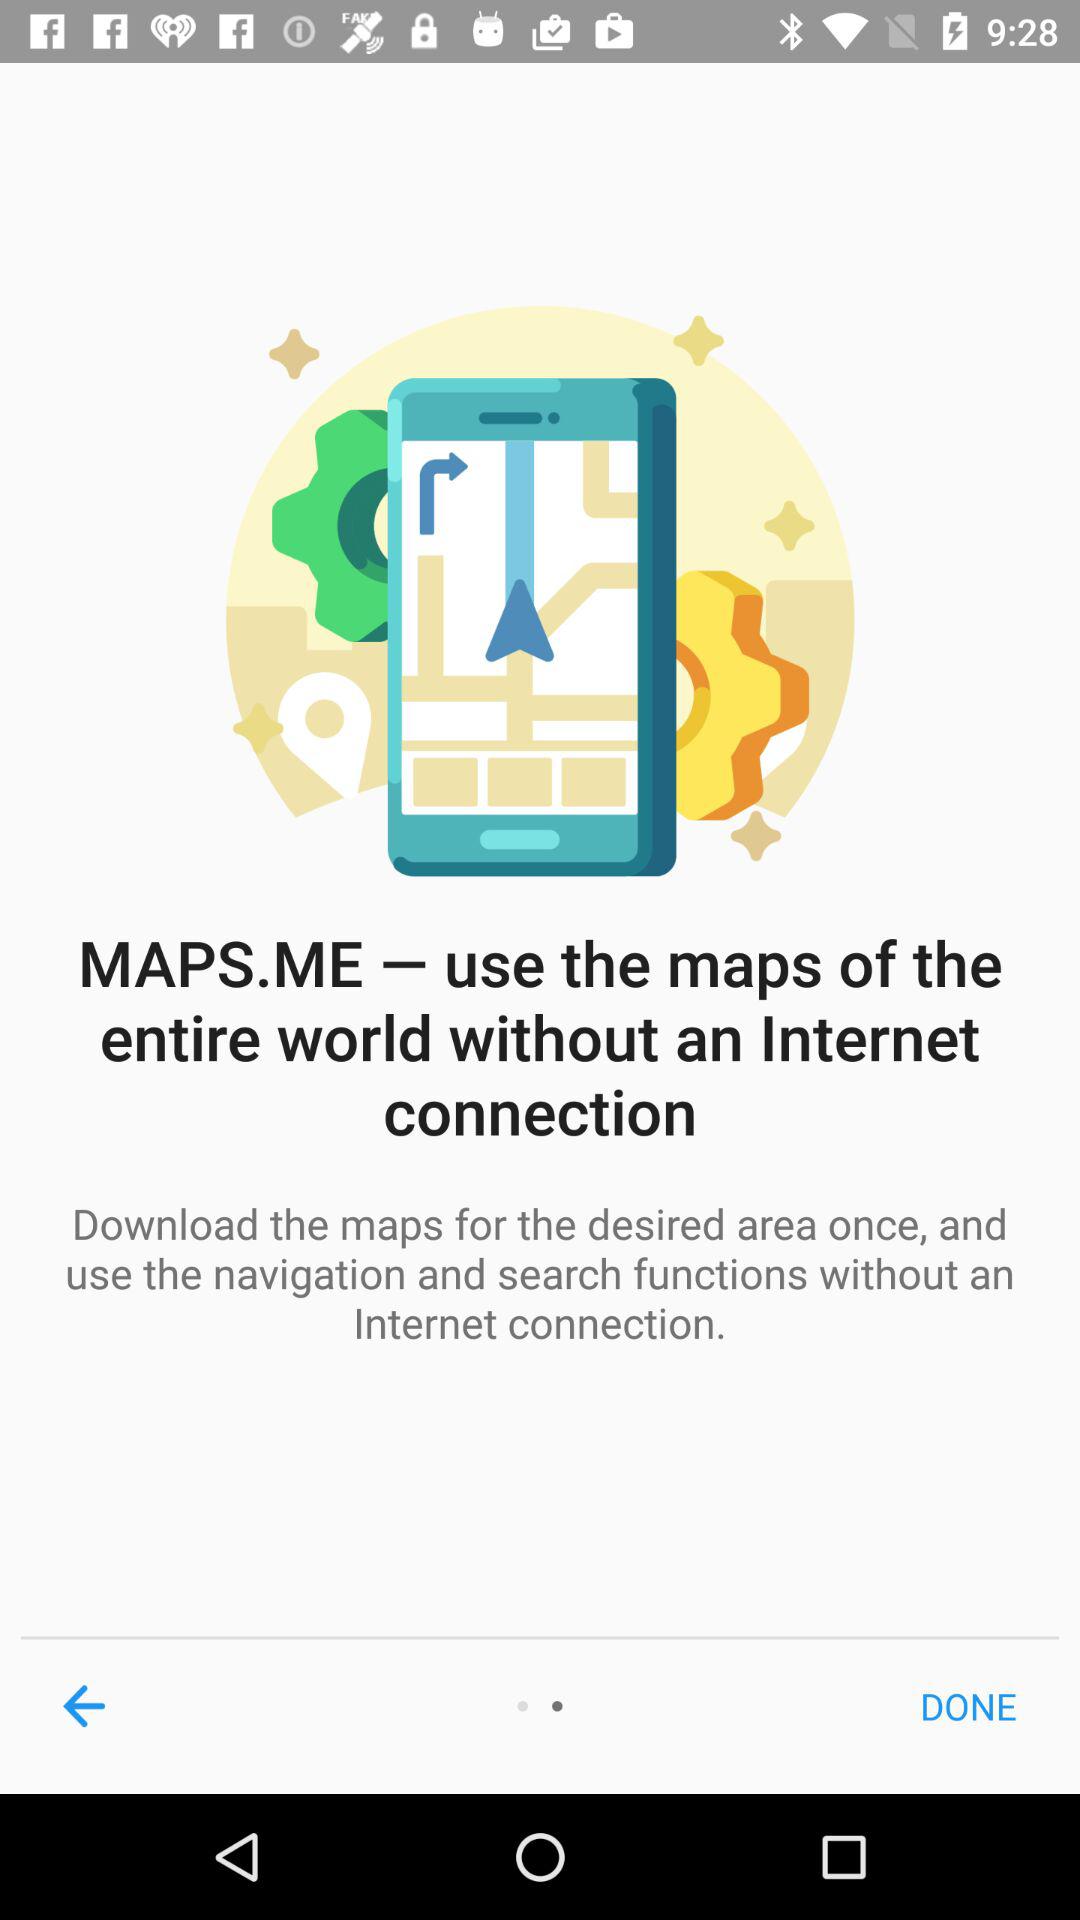 FAKE
9:28
MAPS.ME — use the maps of the
entire world without an Internet
connection
Download the maps for the desired area once, and
use the navigation and search functions without an
Internet connection.
DONE